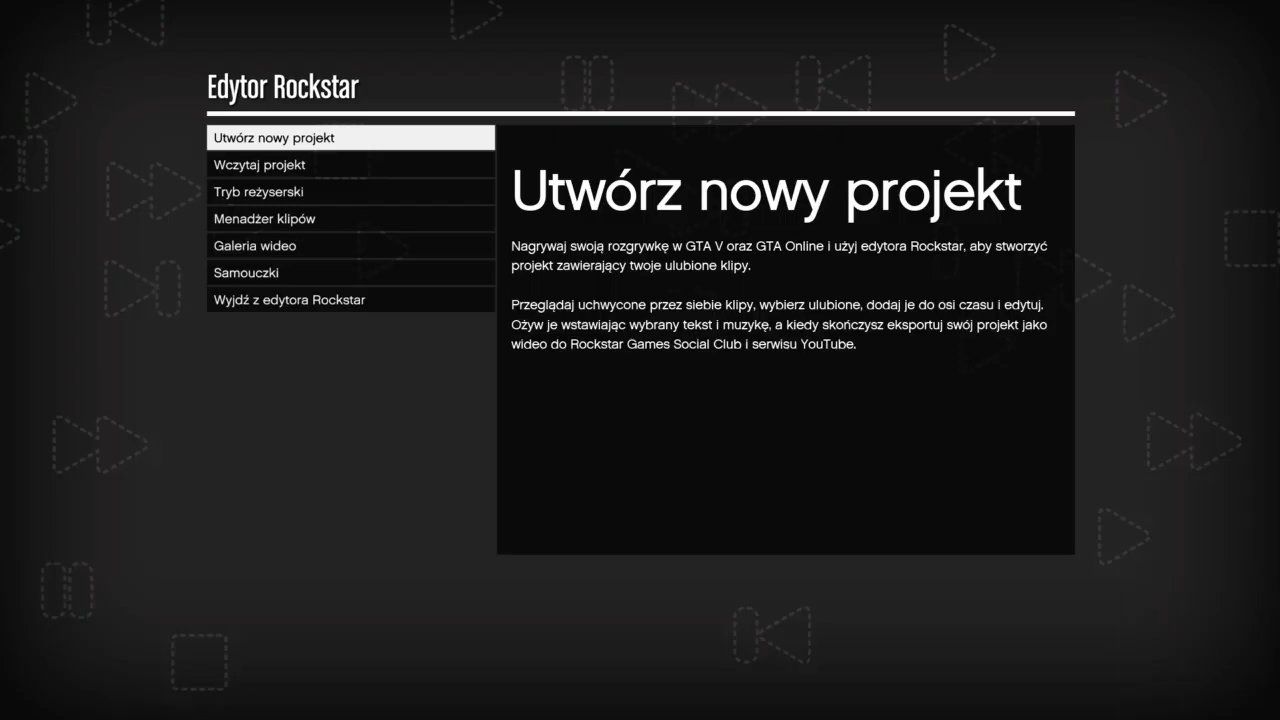 Edytor Rockstar
Utwórz nowy projekt
Wczytaj projekt
Tryb reżyserski
Menadżer klipów
Galeria wideo
Samouczki
Wyjdź z edytora Rockstar
Utwórz nowy projekt
Nagrywaj swoją rozgrywkę w GTA V oraz GTA Online i użyj edytora Rockstar, aby stworzyć
projekt zawierający twoje ulubione klipy.
Przeglądaj uchwycone przez siebie klipy, wybierz ulubione, dodaj je do osi czasu i edytuj.
Ożyw je wstawiając wybrany tekst i muzykę, a kiedy skończysz eksportuj swój projekt jako
wideo do Rockstar Games Social Club i serwisu YouTube.